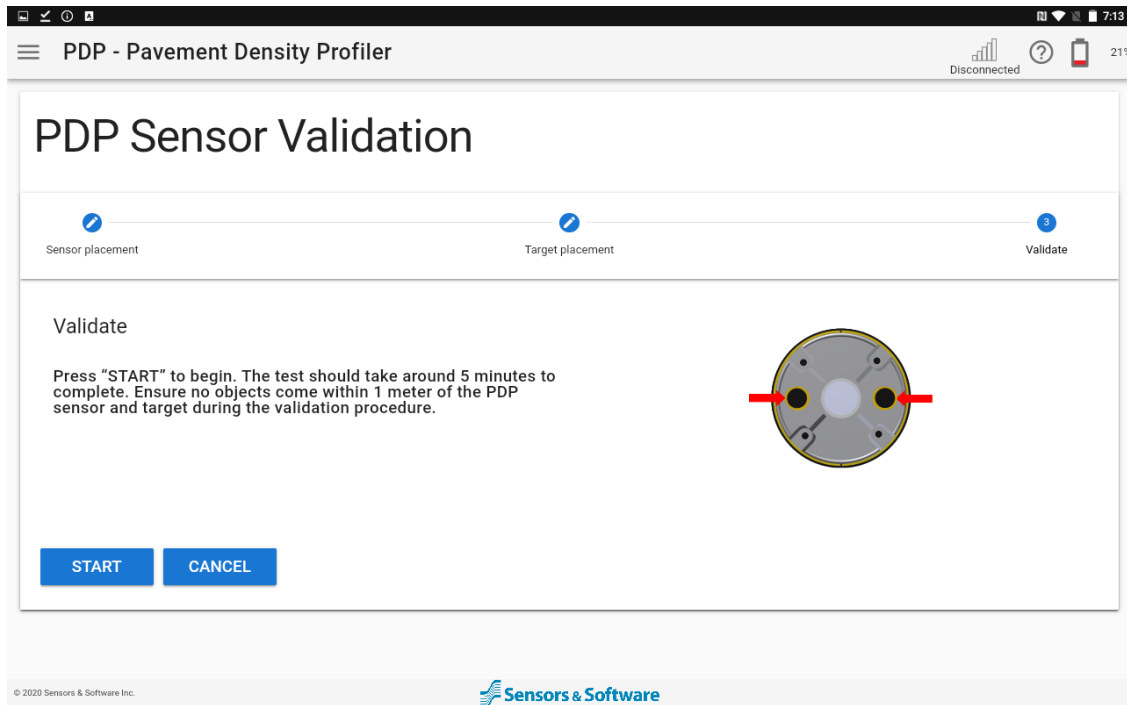 7:13
PDP - Pavement Density Profiler
Disconnected
21%
PDP Sensor Validation
Sensor placement
Target placement
3
Validate
Validate
Press “START” to begin. The test should take around 5 minutes to
complete. Ensure no objects come within 1 meter of the PDP
sensor and target during the validation procedure.
START
CANCEL
© 2020 Sensors & Software Inc.
Sensors & Software